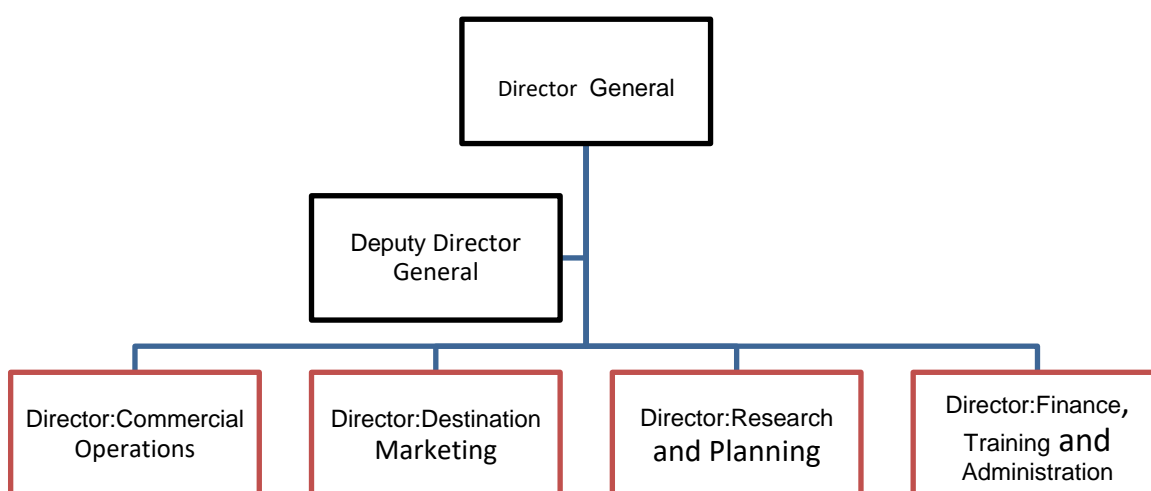 Director General
Deputy Director
General
Director:Commercial
Operations
Director:Destination
Marketing
Director:Research
and Planning
Director:Finance,
Training and
Administration